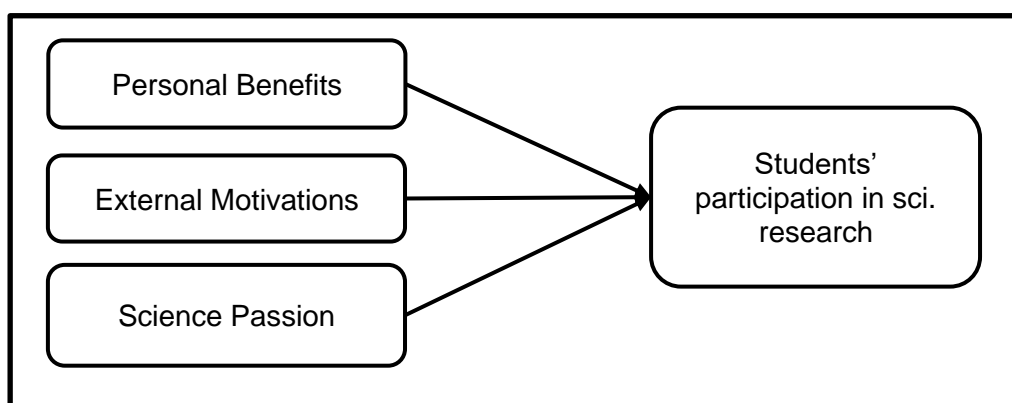 Personal Benefits
External Motivations
Science Passion
Students’
participation in sci.
research